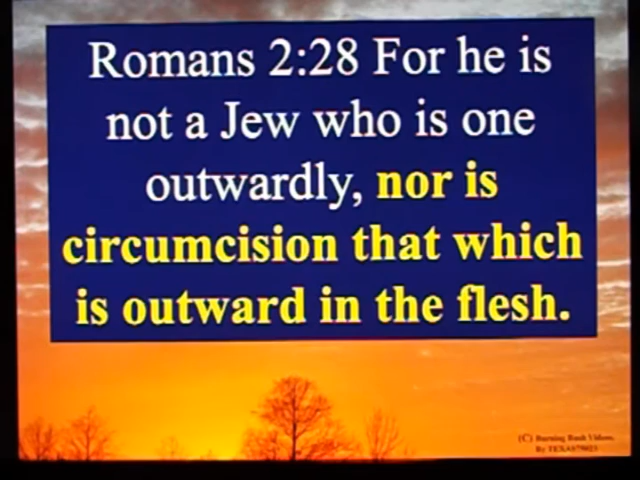 Romans 2:28 For he is
not a Jew who is one
outwardly, nor is
circumcision that which
is outward in the flesh.
(C) Burning Bush Videos.